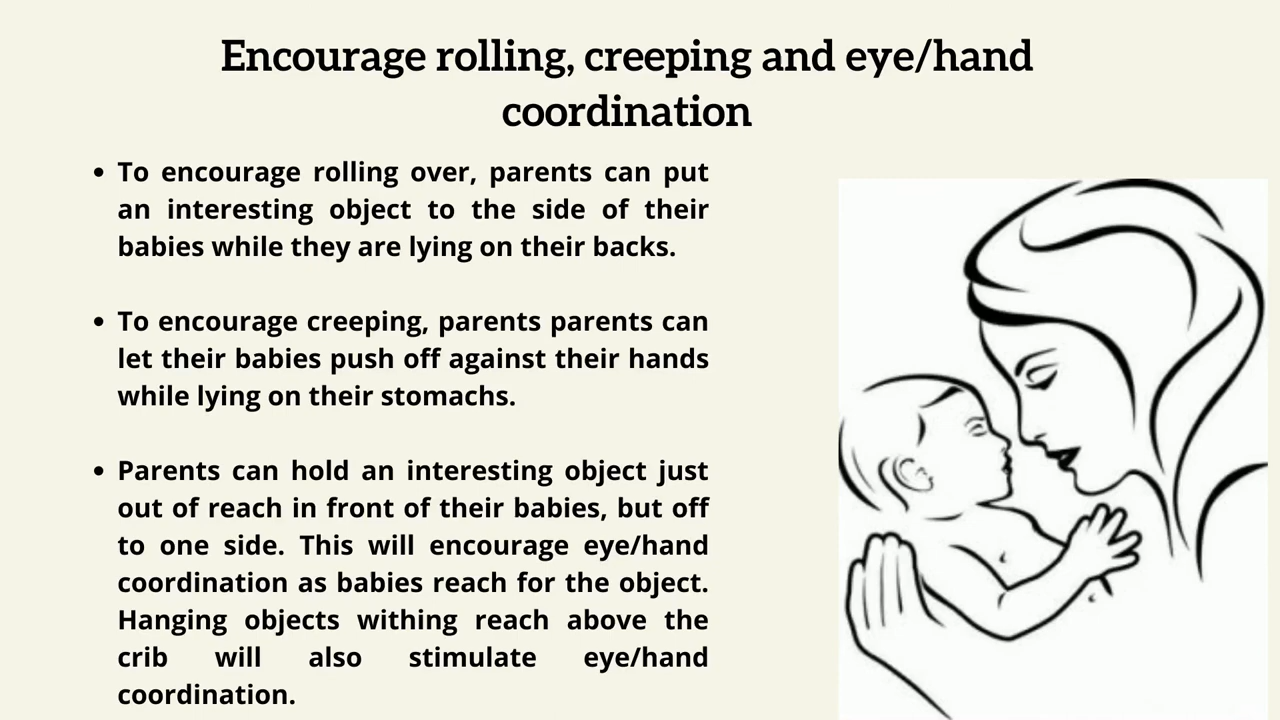 Encourage rolling, creeping and eye/hand
coordination
• To encourage rolling over, parents can put
an interesting object to the side of their
babies while they are lying on their backs.
• To encourage creeping, parents parents can
let their babies push off against their hands
while lying on their stomachs.
• Parents can hold an interesting object just
out of reach in front of their babies, but off
to one side. This will encourage eye/hand
coordination as babies reach for the object.
Hanging objects withing reach above the
crib will also stimulate eye/hand
coordination.